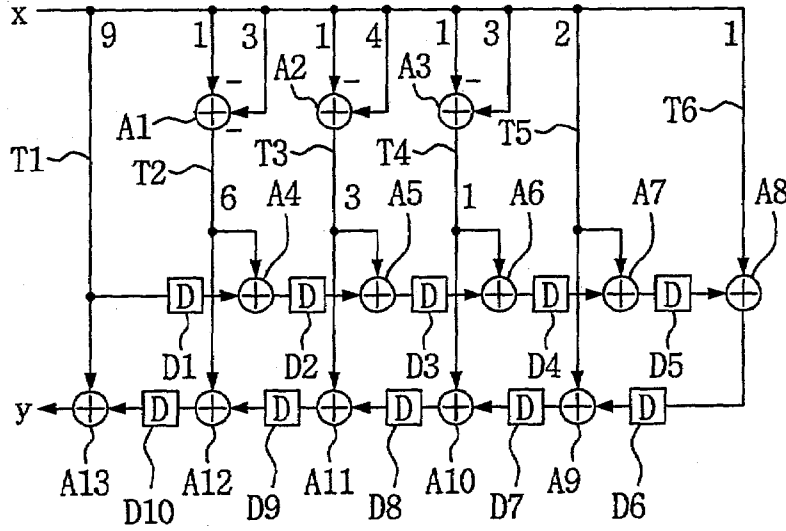 x
9 1 3 1 4 1 3 2 1
A1 A2 A3
T1 T2 T3 T4 T5 T6
6 A4 3 A5 1 A6 A7 A8
D D D D D
D1 D2 D3 D4 D5
y D D D D D
A13 D10 A12 D9 A11 D8 A10 D7 A9 D6